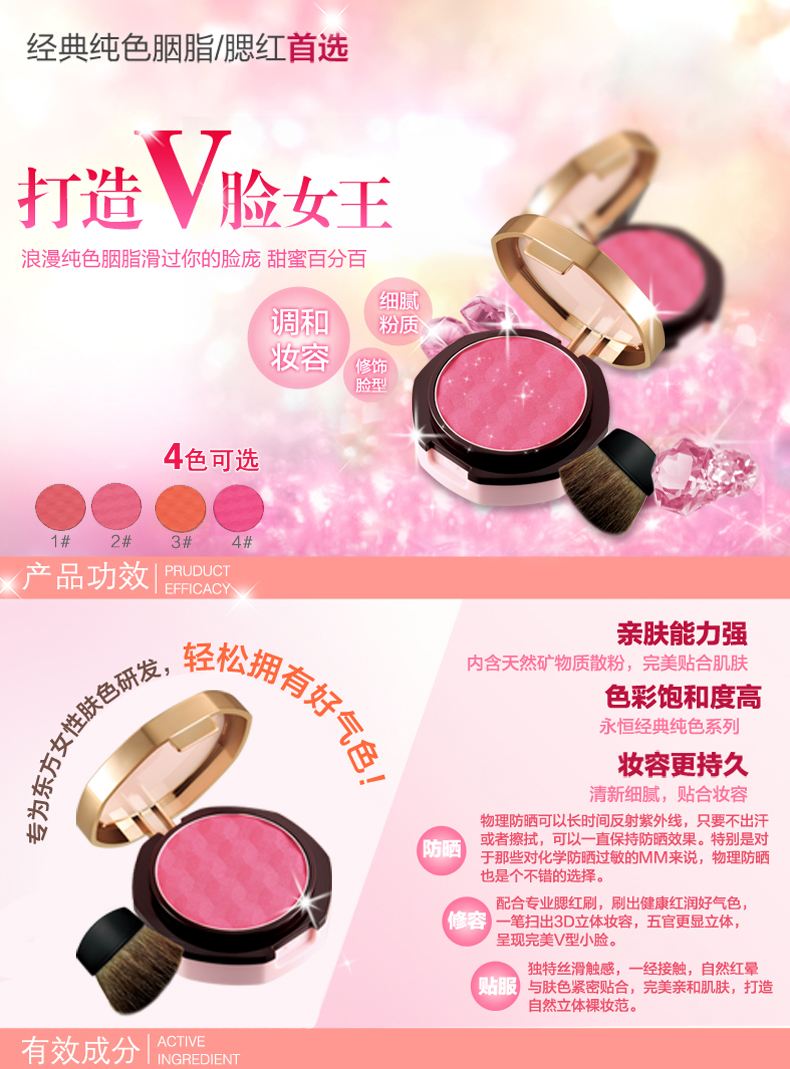 经典纯色胭脂/腮红首选
打造V脸女王
浪漫纯色胭脂滑过你的脸庞 甜蜜百分百
调和
妆容
细腻
粉质
修饰
脸型
4色可选
1# 2# 3# 4#
产品功效
PRUDUCT
EFFICACY
专为东方女性肤色研发，轻松拥有好气色！
亲肤能力强
内含天然矿物质散粉，完美贴合肌肤
色彩饱和度高
永恒经典纯色系列
妆容更持久
清新细腻，贴合妆容
防晒
物理防晒可以长时间反射紫外线，只要不出汗
或者擦拭，可以一直保持防晒效果。特别是对
于那些对化学防晒过敏的MM来说，物理防晒
也是个不错的选择。
修容
配合专业腮红刷，刷出健康红润好气色，
一笔扫出3D立体妆容，五官更显立体，
呈现完美V型小脸。
贴服
独特丝滑触感，一经接触，自然红晕
与肤色紧密贴合，完美亲和肌肤，打造
自然立体裸妆范。
有效成分
ACTIVE
INGREDIENT